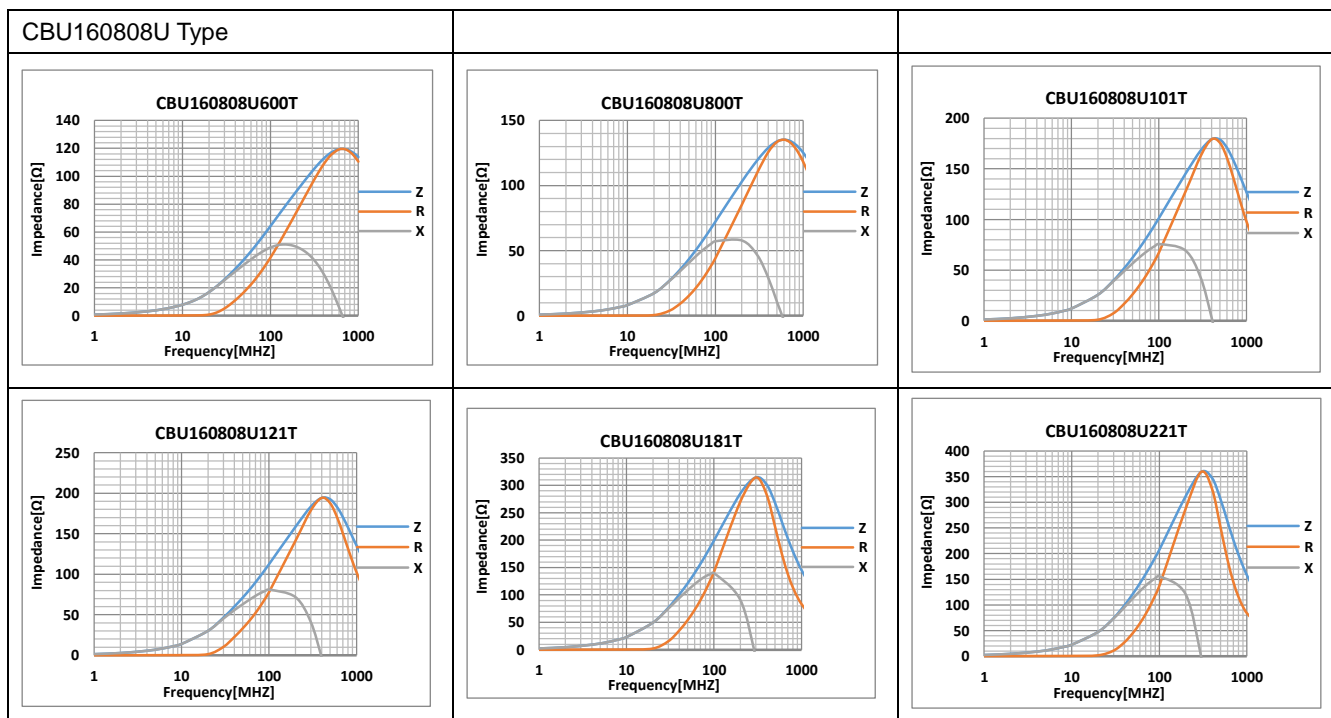 CBU160808U Type
CBU160808U600T
Impedance[Ω]
140
120
100
80
60
40
20
0
1 10 100 1000
Frequency[MHZ]
Z
R
X
CBU160808U800T
Impedance[Ω]
150
100
50
0
1 10 100 1000
Frequency[MHZ]
Z
R
X
CBU160808U101T
Impedance[Ω]
200
150
100
50
0
1 10 100 1000
Frequency[MHZ]
Z
R
X
CBU160808U121T
Impedance[Ω]
250
200
150
100
50
0
1 10 100 1000
Frequency[MHZ]
Z
R
X
CBU160808U181T
Impedance[Ω]
350
300
250
200
150
100
50
0
1 10 100 1000
Frequency[MHZ]
Z
R
X
CBU160808U221T
Impedance[Ω]
400
350
300
250
200
150
100
50
0
1 10 100 1000
Frequency[MHZ]
Z
R
X